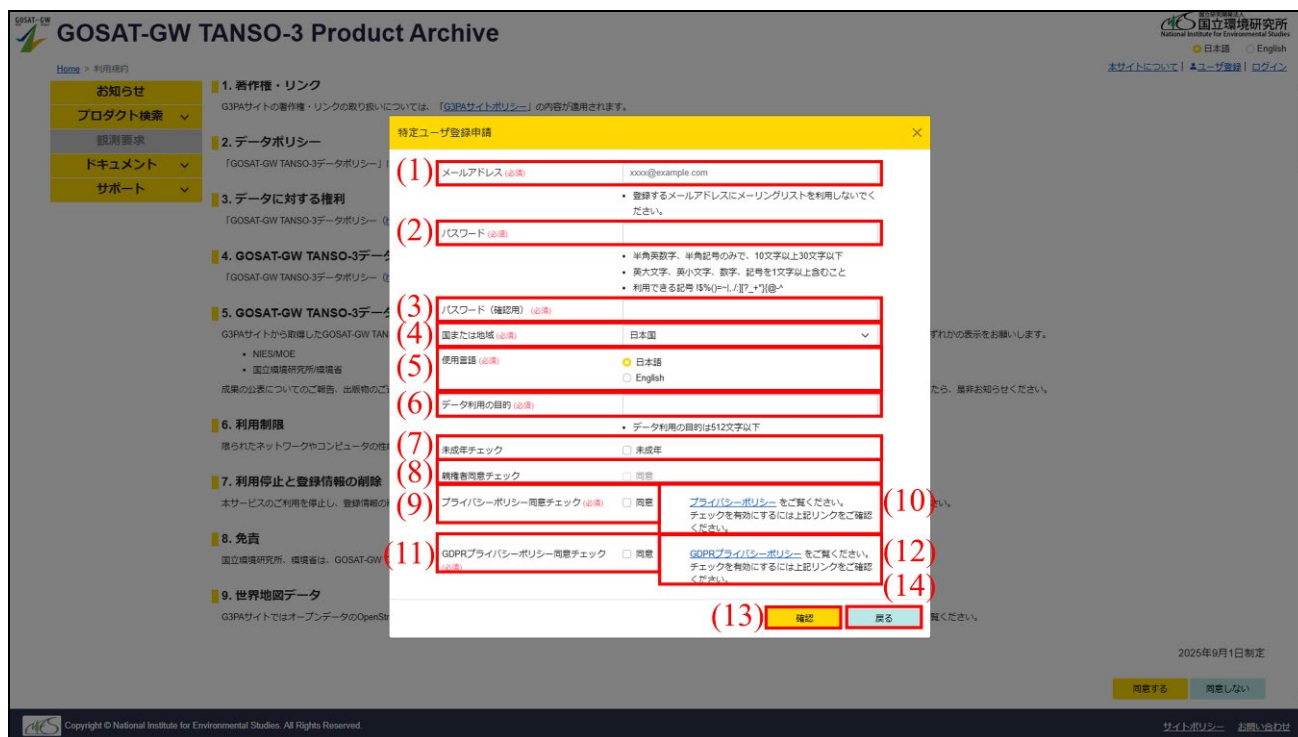 GOSAT-GW
GOSAT-GW TANSO-3 Product Archive
国立研究開発法人
国立環境研究所
National Institute for Environmental Studies
日本語 English
Home > 利用規約
本サイトについて | ユーザ登録 | ログイン
お知らせ
プロダクト検索
観測要求
ドキュメント
サポート
1. 著作権・リンク
G3PAサイトの著作権・リンクの取り扱いについては、「G3PAサイトポリシー」の内容が適用されます。
2. データポリシー
「GOSAT-GW TANSO-3データポリシー」
3. データに対する権利
「GOSAT-GW TANSO-3データポリシー（
4. GOSAT-GW TANSO-3デー
「GOSAT-GW TANSO-3データポリシー（
5. GOSAT-GW TANSO-3デー
G3PAサイトから取得したGOSAT-GW TAN
ずれかの表示をお願いします。
• NIES/MOE
• 国立環境研究所/環境省
成果の公表についてのご報告、出版物のご
たら、是非お知らせください。
6. 利用制限
限られたネットワークやコンピュータの性
7. 利用停止と登録情報の削除
本サービスのご利用を停止し、登録情報の
さい。
8. 免責
国立環境研究所、環境省は、GOSAT-GW
9. 世界地図データ
G3PAサイトではオープンデータのOpenStr
覧ください。
特定ユーザ登録申請 ×
(1) メールアドレス (必須) xxxx@example.com
• 登録するメールアドレスにメーリングリストを利用しないでく
ださい。
(2) パスワード (必須)
• 半角英数字、半角記号のみで、10文字以上30文字以下
• 英大文字、英小文字、数字、記号を1文字以上含むこと
• 利用できる記号 !$%()=~|,./:][?_+*}{@-^
(3) パスワード（確認用） (必須)
(4) 国または地域 (必須) 日本国
(5) 使用言語 (必須) 日本語
English
(6) データ利用の目的 (必須)
• データ利用の目的は512文字以下
(7) 未成年チェック 未成年
(8) 親権者同意チェック 同意
(9) プライバシーポリシー同意チェック (必須) 同意
プライバシーポリシー をご覧ください。 (10)
チェックを有効にするには上記リンクをご確認
ください。
(11) GDPRプライバシーポリシー同意チェック
(必須) 同意
GDPRプライバシーポリシー をご覧ください。 (12)
チェックを有効にするには上記リンクをご確認
ください。
(14)
(13) 確認 戻る
2025年9月1日制定
同意する 同意しない
Copyright © National Institute for Environmental Studies. All Rights Reserved.
サイトポリシー お問い合わせ